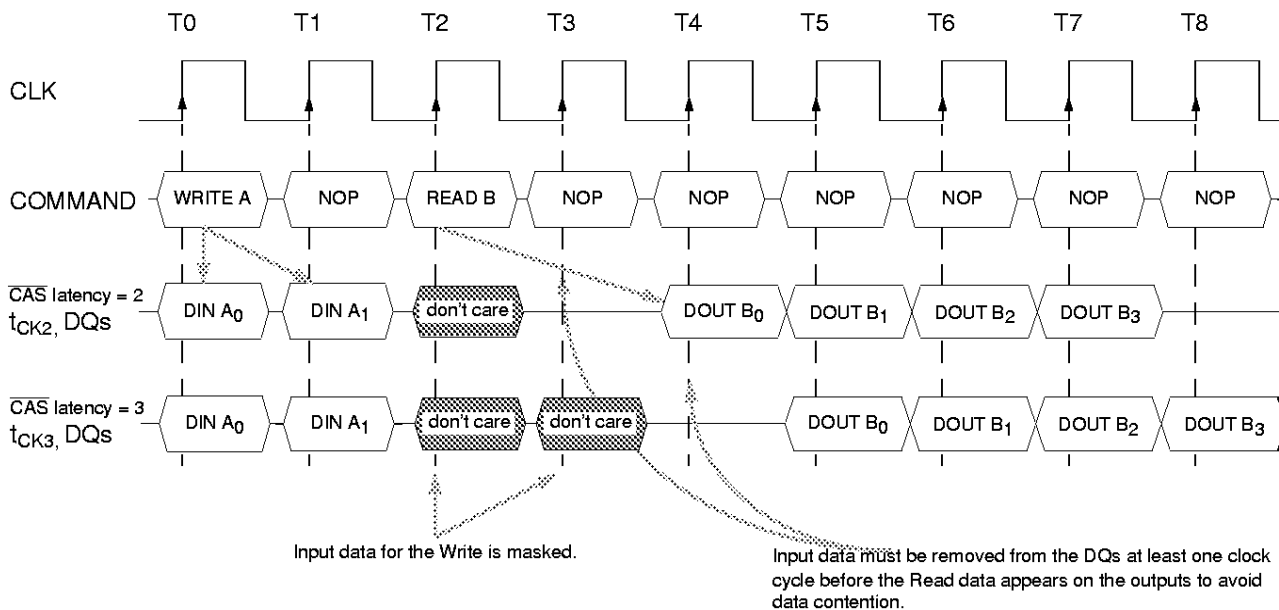 T0 T1 T2 T3 T4 T5 T6 T7 T8
CLK
COMMAND WRITE A NOP READ B NOP NOP NOP NOP NOP NOP
CAS latency = 2
tCK2, DQs DIN A0 DIN A1 don't care DOUT B0 DOUT B1 DOUT B2 DOUT B3
CAS latency = 3
tCK3, DQs DIN A0 DIN A1 don't care don't care DOUT B0 DOUT B1 DOUT B2 DOUT B3
Input data for the Write is masked.
Input data must be removed from the DQs at least one clock
cycle before the Read data appears on the outputs to avoid
data contention.